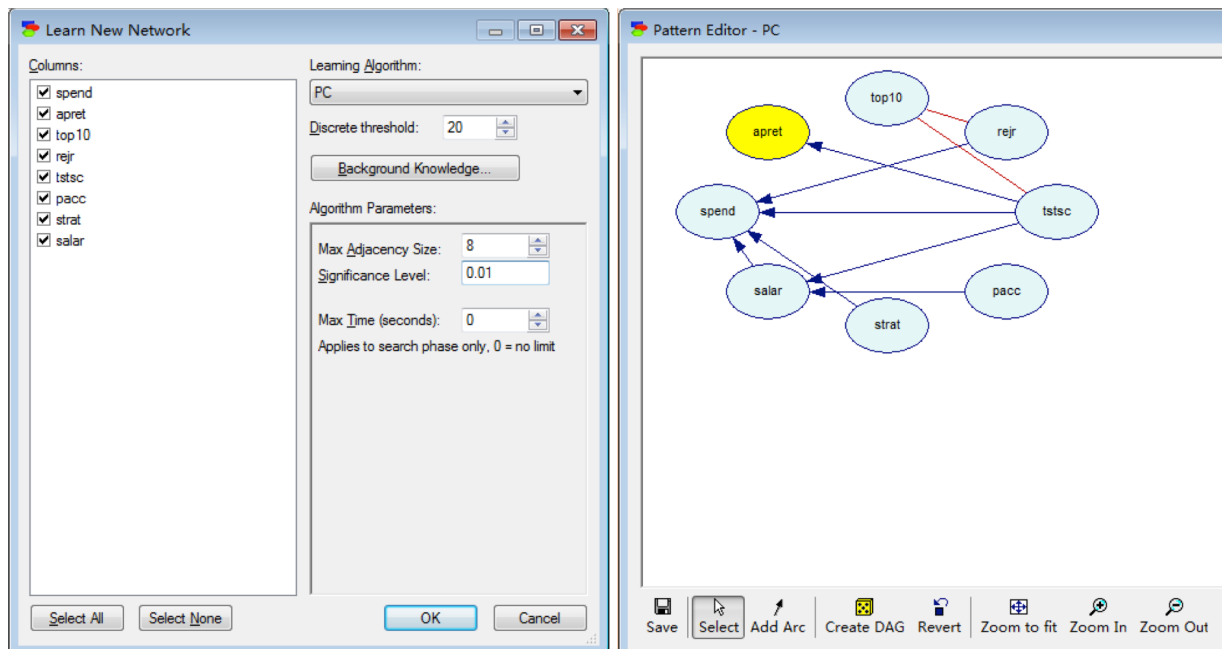 Learn New Network
Columns:
spend
apret
top10
rejr
tstsc
pacc
strat
salar
Learning Algorithm:
PC
Discrete threshold: 20
Background Knowledge...
Algorithm Parameters:
Max Adjacency Size: 8
Significance Level: 0.01
Max Time (seconds): 0
Applies to search phase only, 0 = no limit
Select All Select None OK Cancel
Pattern Editor - PC
top10
apret rejr
spend tstsc
salar pacc
strat
Save Select Add Arc Create DAG Revert Zoom to fit Zoom In Zoom Out